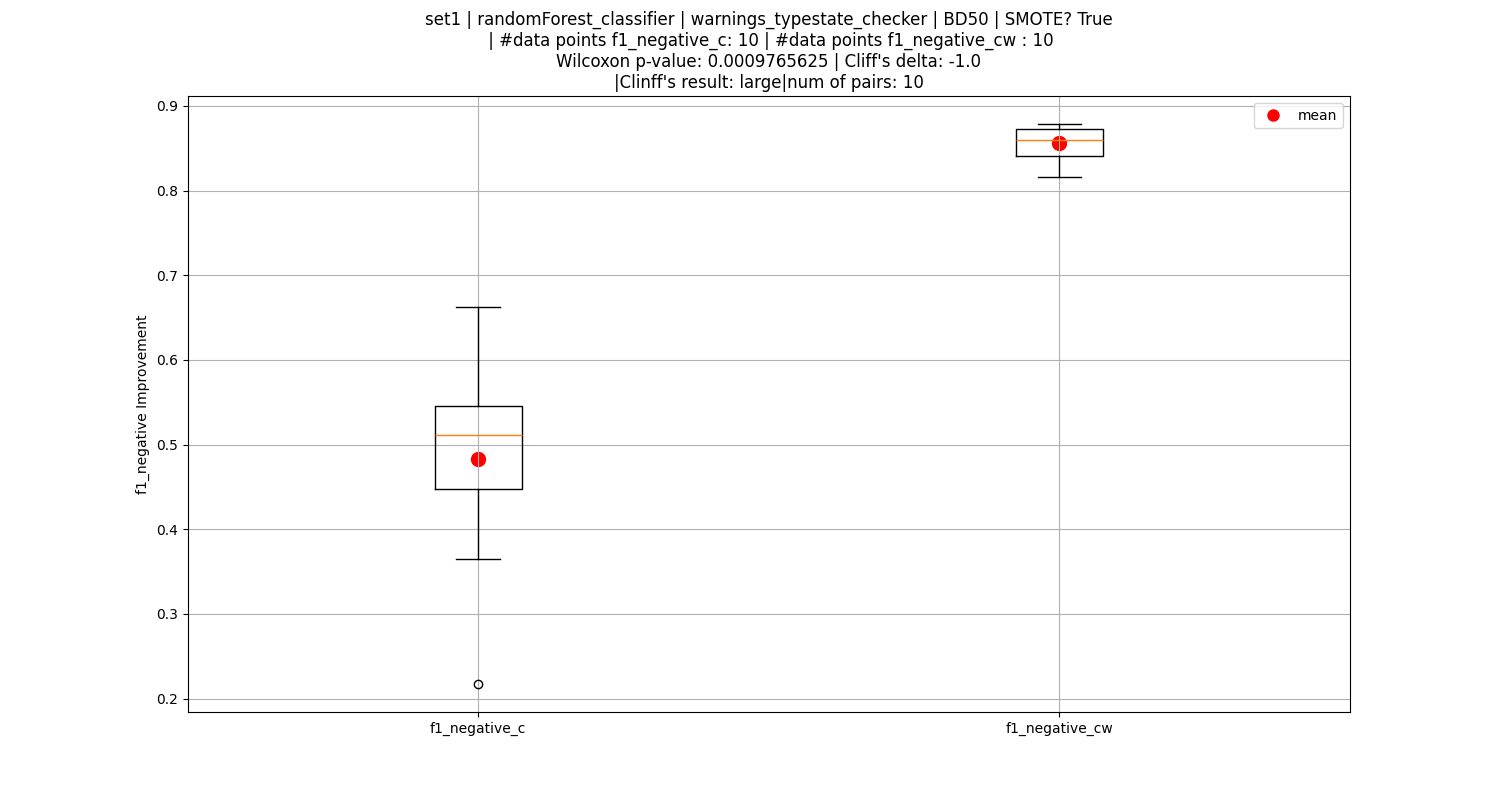 set1 | randomForest_classifier | warnings_typestate_checker | BD50 | SMOTE? True
| #data points f1_negative_c: 10 | #data points f1_negative_cw : 10
Wilcoxon p-value: 0.0009765625 | Cliff's delta: -1.0
|Clinff's result: large|num of pairs: 10
mean
0.9
0.8
0.7
0.6
0.5
0.4
0.3
0.2
f1_negative Improvement
f1_negative_c
f1_negative_cw